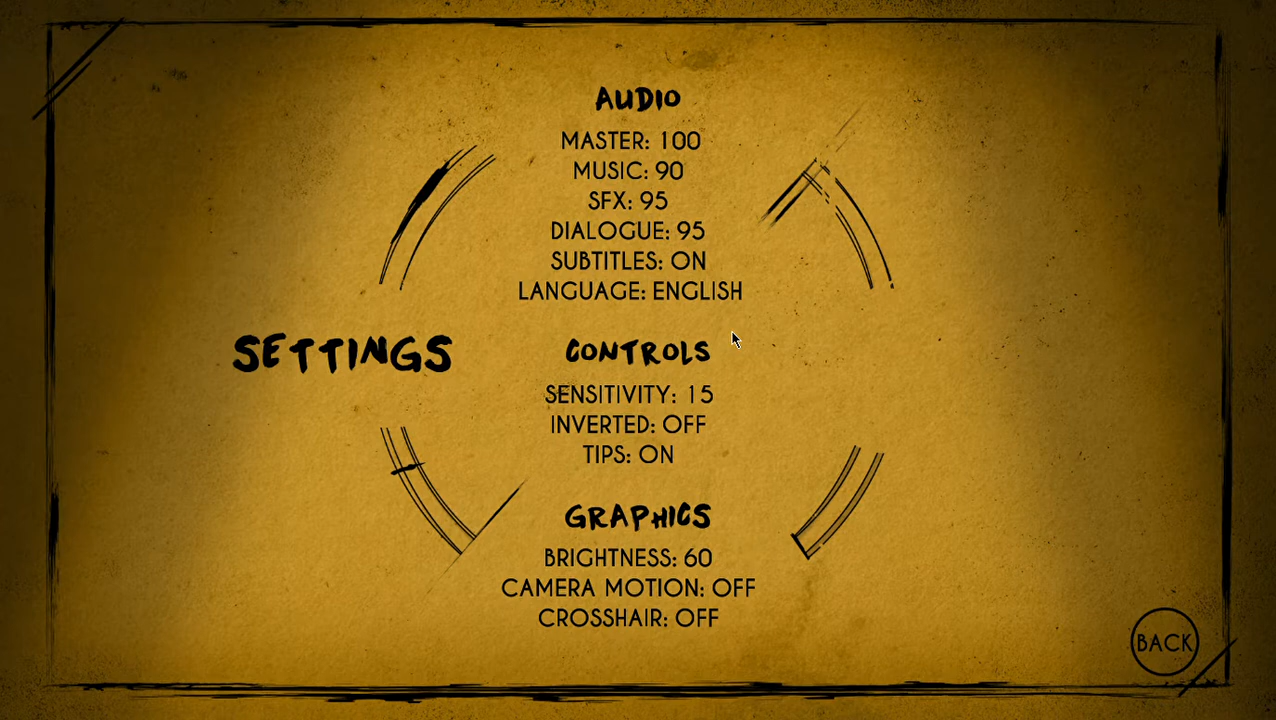 AUDIO
MASTER: 100
MUSIC: 90
SFX: 95
DIALOGUE: 95
SUBTITLES: ON
LANGUAGE: ENGLISH
SETTINGS
CONTROLS
SENSITIVITY: 15
INVERTED: OFF
TIPS: ON
GRAPHICS
BRIGHTNESS: 60
CAMERA MOTION: OFF
CROSSHAIR: OFF
BACK